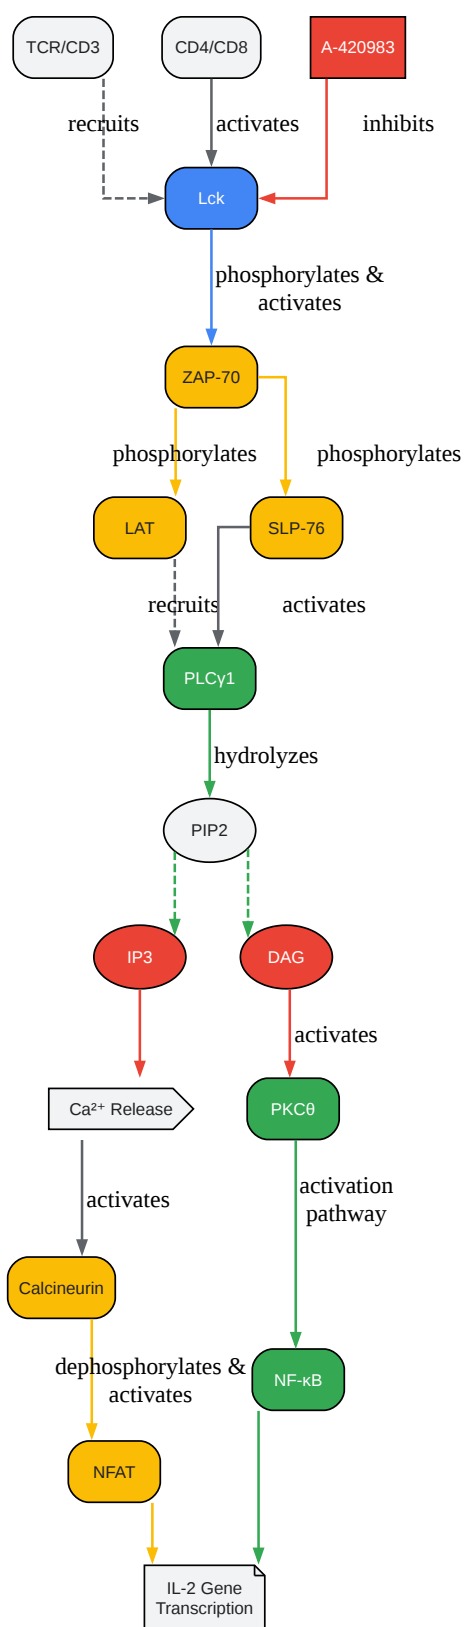 TCR/CD3
CD4/CD8
A-420983
recruits
activates
inhibits
Lck
phosphorylates &
activates
ZAP-70
phosphorylates
phosphorylates
LAT
SLP-76
recruits
activates
PLCγ1
hydrolyzes
PIP2
IP3
DAG
activates
Ca²⁺ Release
PKCθ
activates
activation
pathway
Calcineurin
dephosphorylates &
activates
NF-κB
NFAT
IL-2 Gene
Transcription